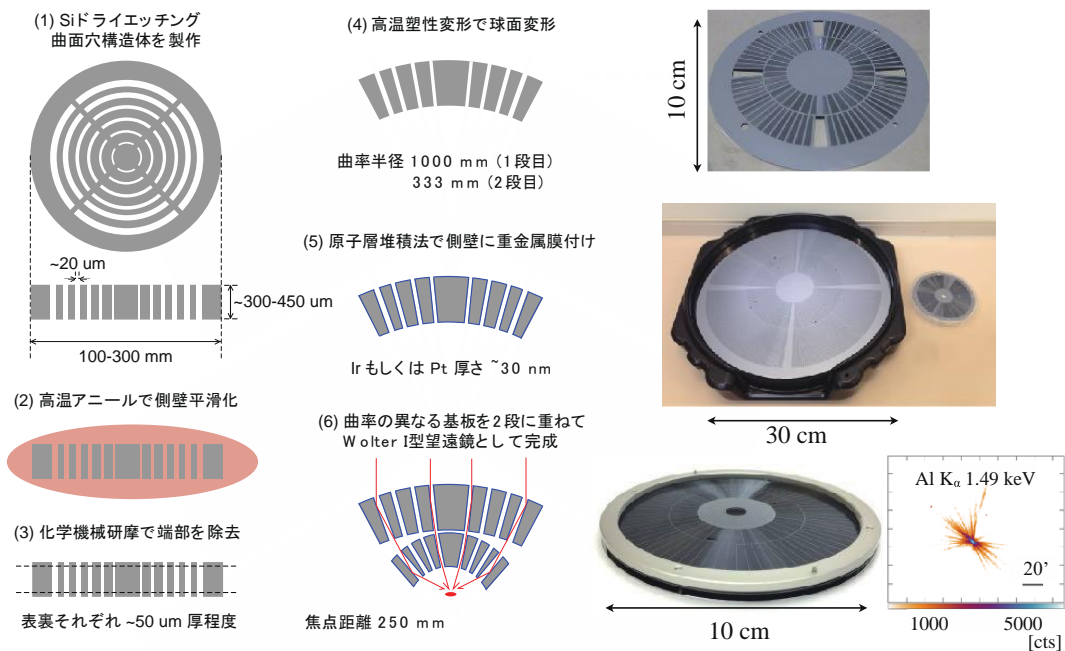 (1) Siドライエッチング
曲面穴構造体を製作
~20 um
~300-450 um
100-300 mm
(2) 高温アニールで側壁平滑化
(3) 化学機械研摩で端部を除去
表裏それぞれ ~50 um 厚程度
(4) 高温塑性変形で球面変形
曲率半径 1000 mm (1段目)
333 mm (2段目)
(5) 原子層堆積法で側壁に重金属膜付け
Ir もしくは Pt 厚さ ~30 nm
(6) 曲率の異なる基板を2段に重ねて
Wolter I型望遠鏡として完成
焦点距離 250 mm
10 cm
30 cm
10 cm
Al Kα 1.49 keV
20'
1000 5000
[cts]